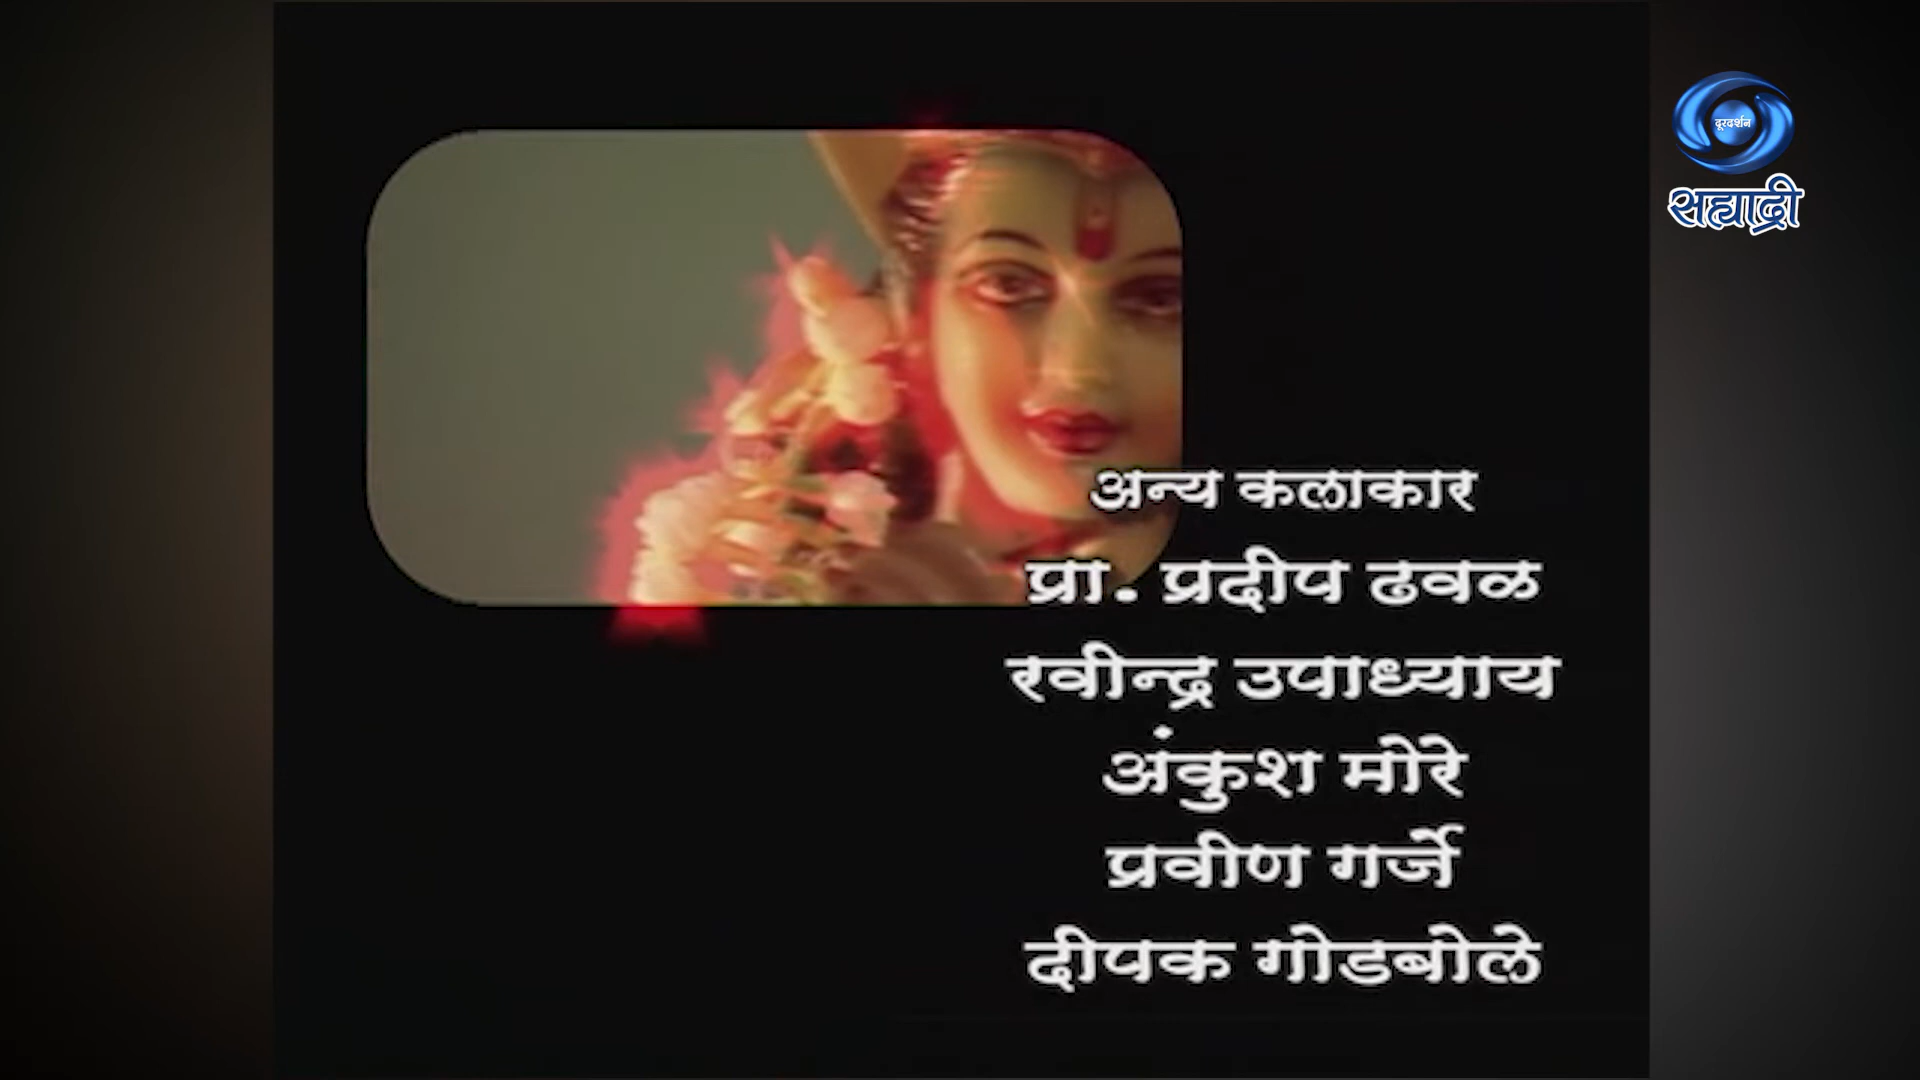 दूरदर्शन
सह्याद्री
अन्य कलाकार
प्रा. प्रदीप ढवळ
रवीन्द्र उपाध्याय
अंकुश मोरे
प्रवीण गर्जे
दीपक गोडबोले